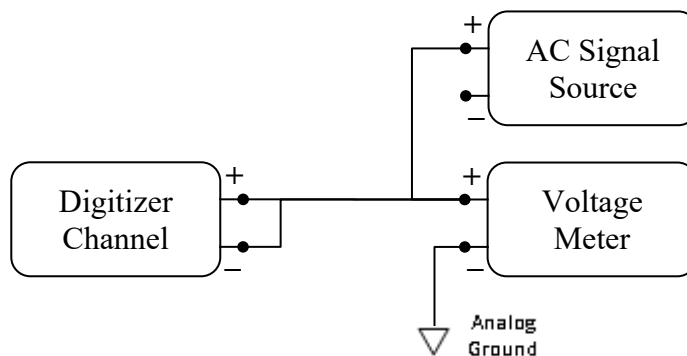 +
AC Signal
Source
−
+
Digitizer
Channel
−
+
Voltage
Meter
−
Analog
Ground